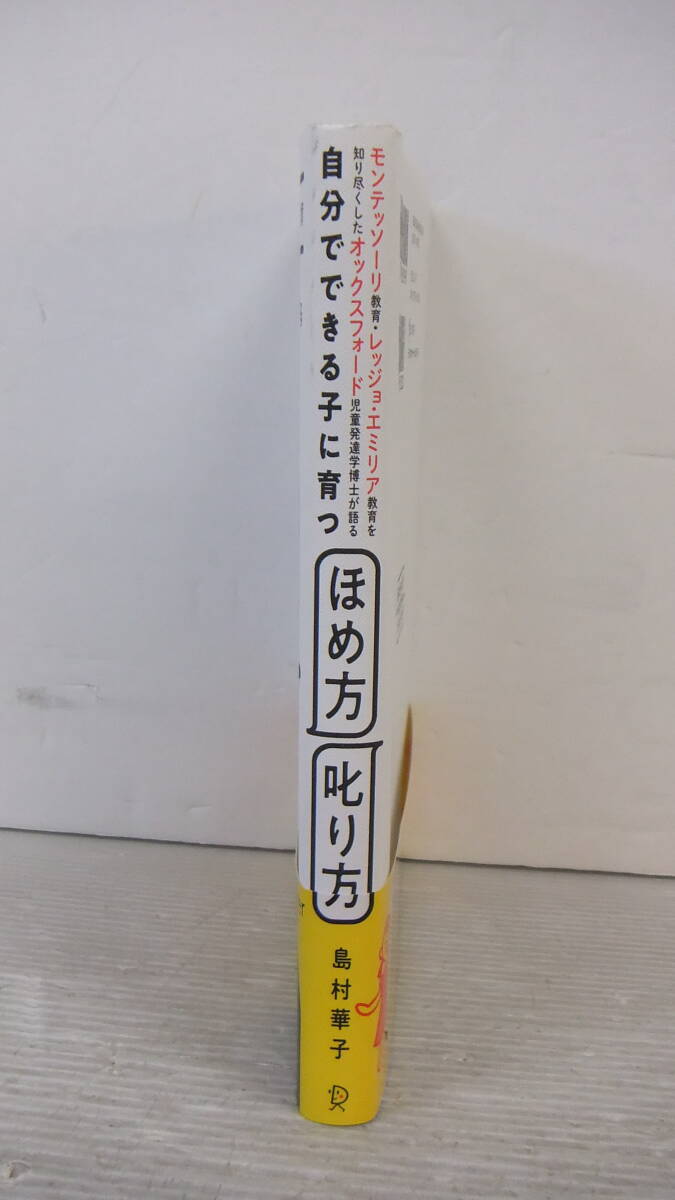 モンテッソーリ教育・レッジョ・エミリア教育を
知り尽くしたオックスフォード児童発達学博士が語る
自分でできる子に育つ
ほめ方
叱り方
島村華子